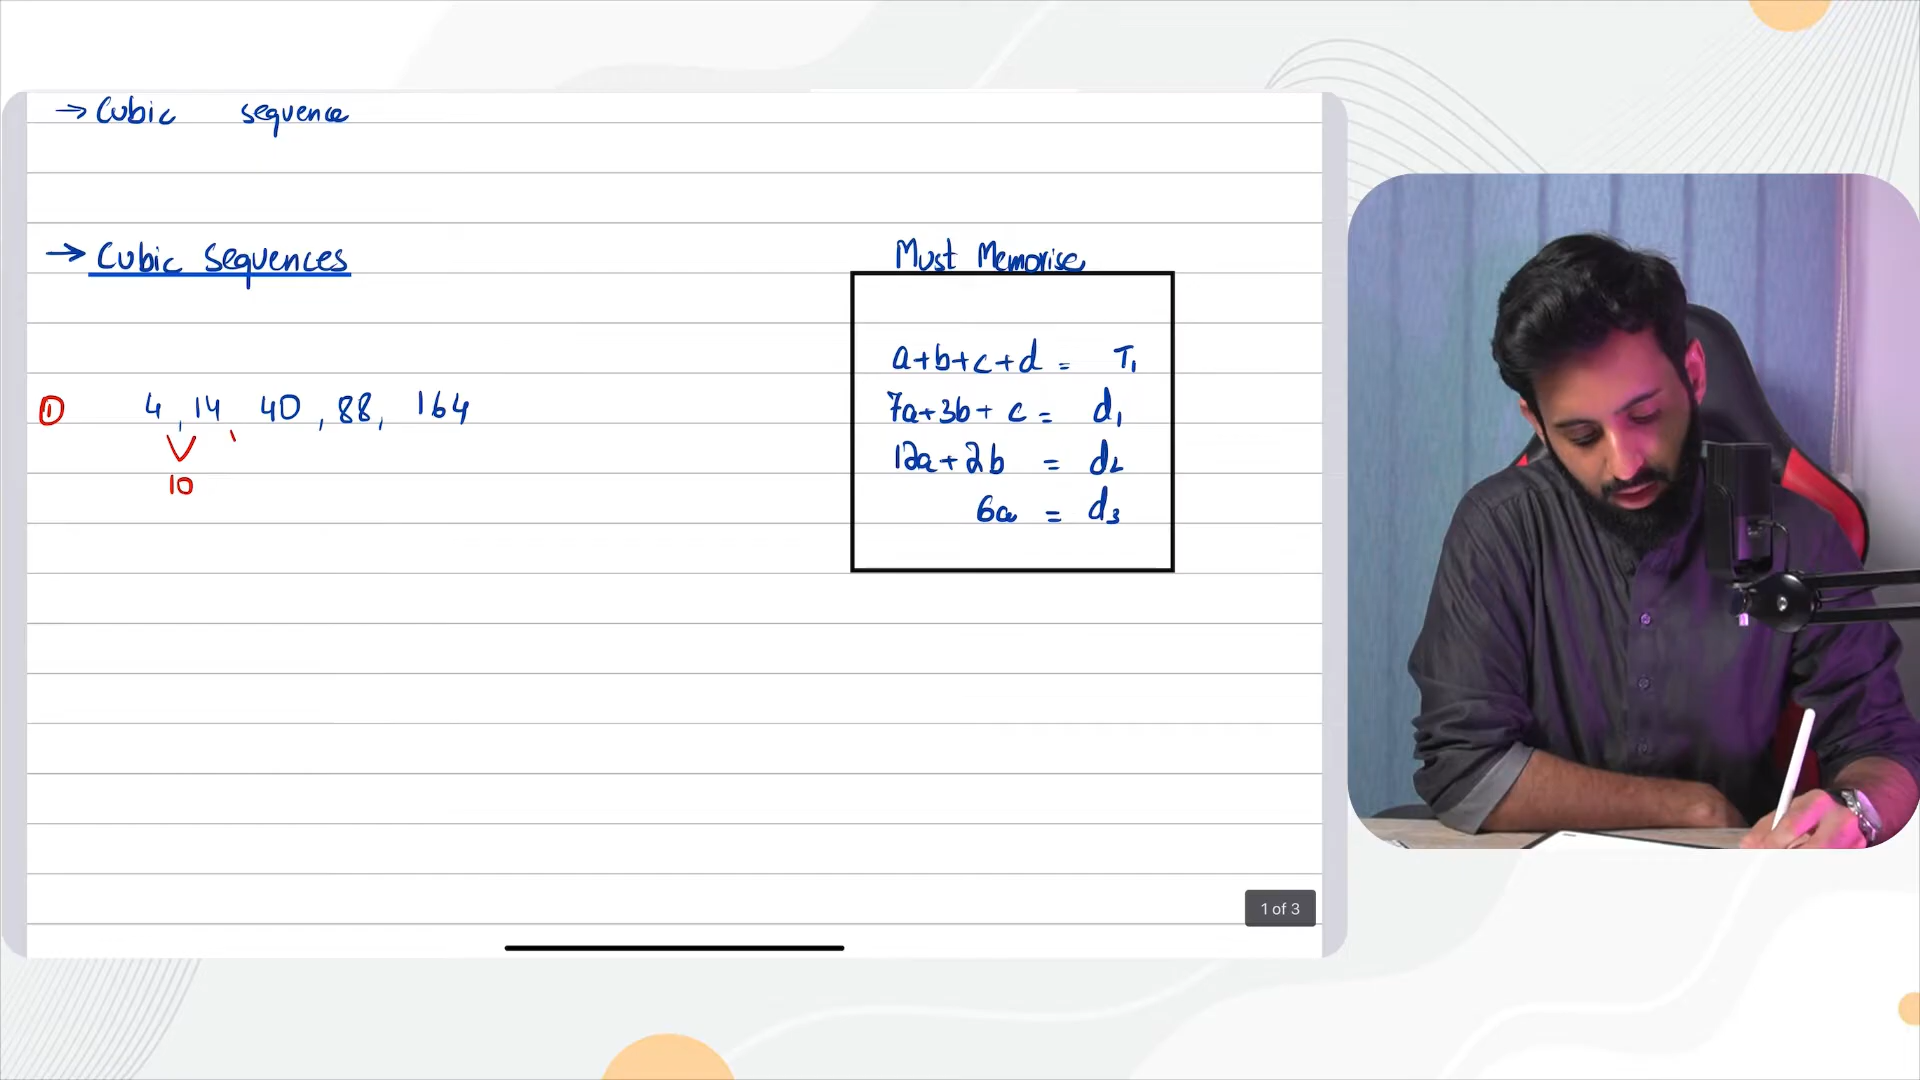 → Cubic sequence
→ Cubic Sequences
Must Memorise
a+b+c+d = T₁
7a+3b+c = d₁
12a+2b = d₂
6a = d₃
① 4, 14 40, 88, 164
10
1 of 3